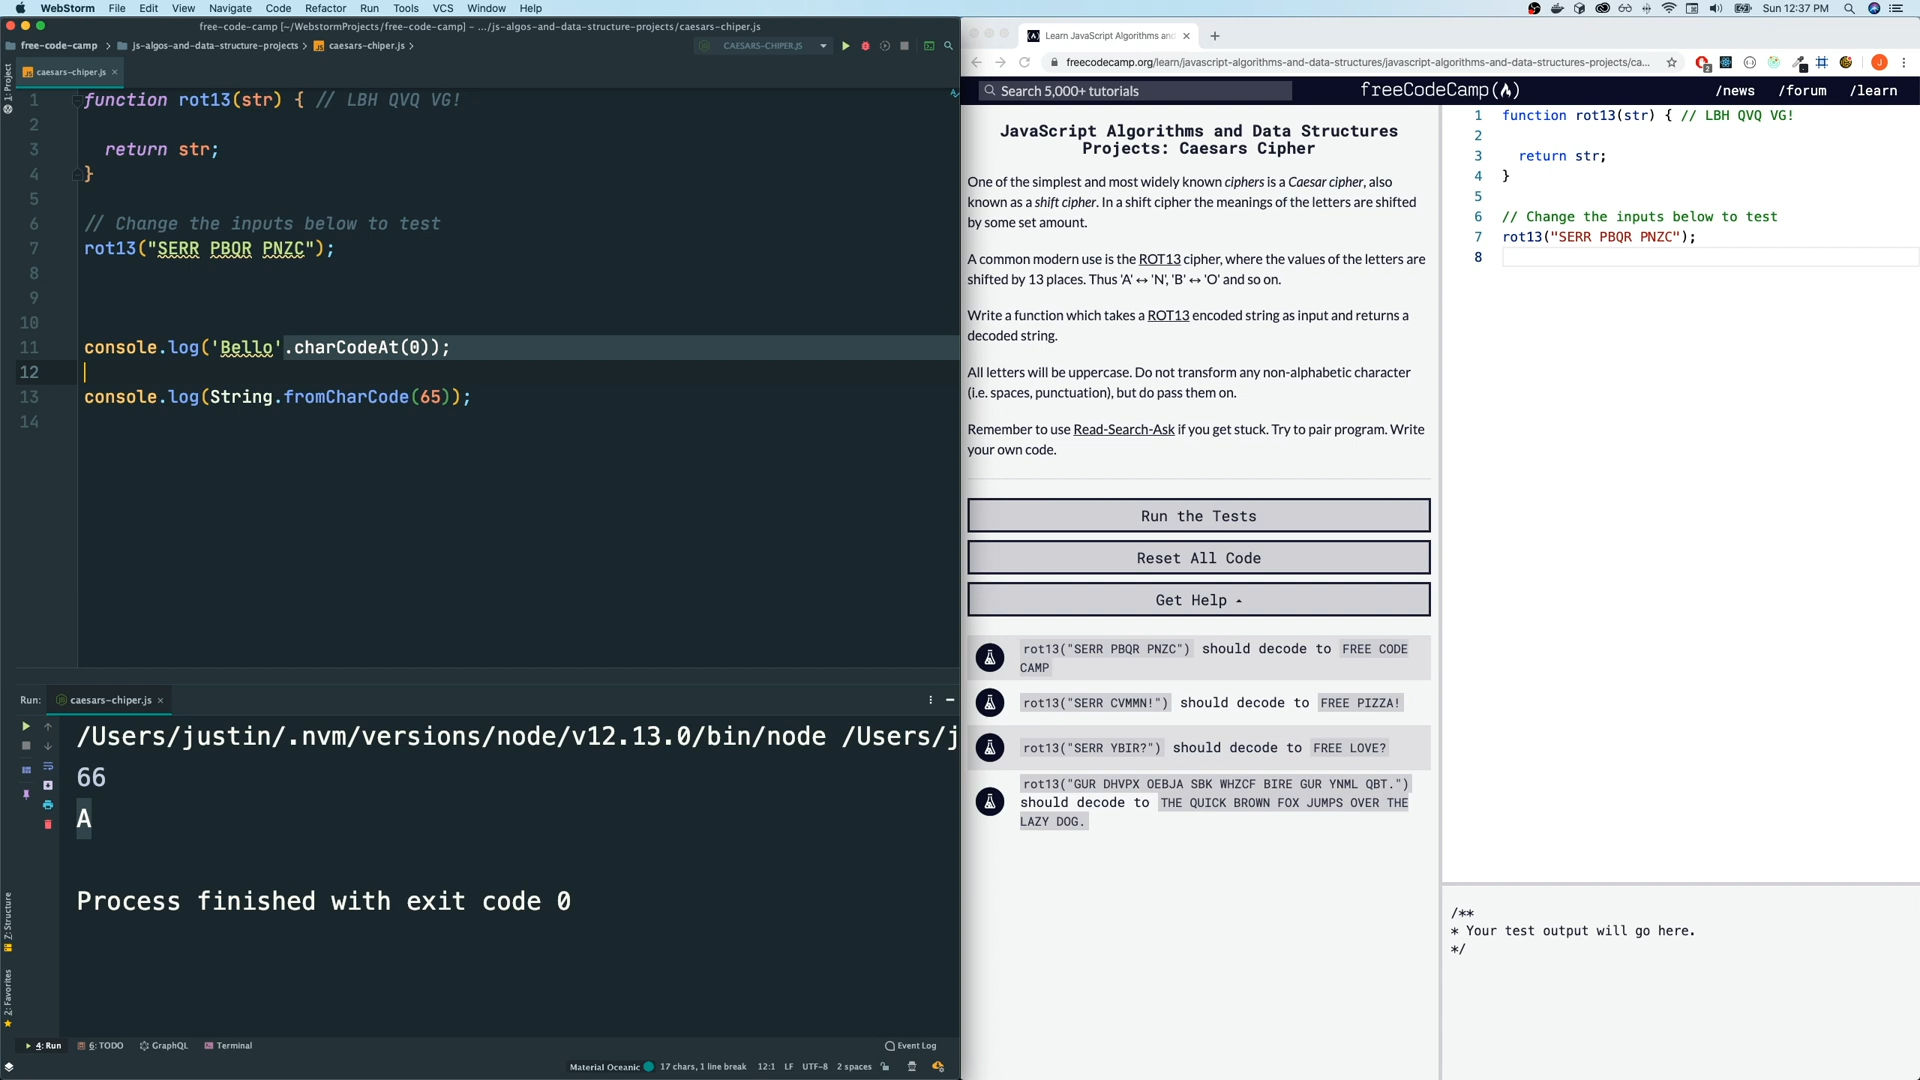 WebStorm File Edit View Navigate Code Refactor Run Tools VCS Window Help
Sun 12:37 PM
free-code-camp [~/WebstormProjects/free-code-camp] - .../js-algos-and-data-structure-projects/caesars-chiper.js
free-code-camp js-algos-and-data-structure-projects caesars-chiper.js
CAESARS-CHIPER.JS
caesars-chiper.js
1: Project
1 function rot13(str) { // LBH QVQ VG!
2
3 return str;
4 }
5
6 // Change the inputs below to test
7 rot13("SERR PBQR PNZC");
8
9
10
11 console.log('Bello'.charCodeAt(0));
12
13 console.log(String.fromCharCode(65));
14
Run: caesars-chiper.js
/Users/justin/.nvm/versions/node/v12.13.0/bin/node /Users/j
66
A
Process finished with exit code 0
Z: Structure
2: Favorites
4: Run 6: TODO GraphQL Terminal
Event Log
Material Oceanic 17 chars, 1 line break 12:1 LF UTF-8 2 spaces
Learn JavaScript Algorithms and
freecodecamp.org/learn/javascript-algorithms-and-data-structures/javascript-algorithms-and-data-structures-projects/ca...
J
Search 5,000+ tutorials
freeCodeCamp
/news /forum /learn
JavaScript Algorithms and Data Structures
Projects: Caesars Cipher
One of the simplest and most widely known ciphers is a Caesar cipher, also
known as a shift cipher. In a shift cipher the meanings of the letters are shifted
by some set amount.
A common modern use is the ROT13 cipher, where the values of the letters are
shifted by 13 places. Thus 'A' ↔ 'N', 'B' ↔ 'O' and so on.
Write a function which takes a ROT13 encoded string as input and returns a
decoded string.
All letters will be uppercase. Do not transform any non-alphabetic character
(i.e. spaces, punctuation), but do pass them on.
Remember to use Read-Search-Ask if you get stuck. Try to pair program. Write
your own code.
Run the Tests
Reset All Code
Get Help
rot13("SERR PBQR PNZC") should decode to FREE CODE
CAMP
rot13("SERR CVMMN!") should decode to FREE PIZZA!
rot13("SERR YBIR?") should decode to FREE LOVE?
rot13("GUR DHVPX OEBJA SBK WHZCF BIRE GUR YNML QBT.")
should decode to THE QUICK BROWN FOX JUMPS OVER THE
LAZY DOG.
1 function rot13(str) { // LBH QVQ VG!
2
3 return str;
4 }
5
6 // Change the inputs below to test
7 rot13("SERR PBQR PNZC");
8
/**
* Your test output will go here.
*/